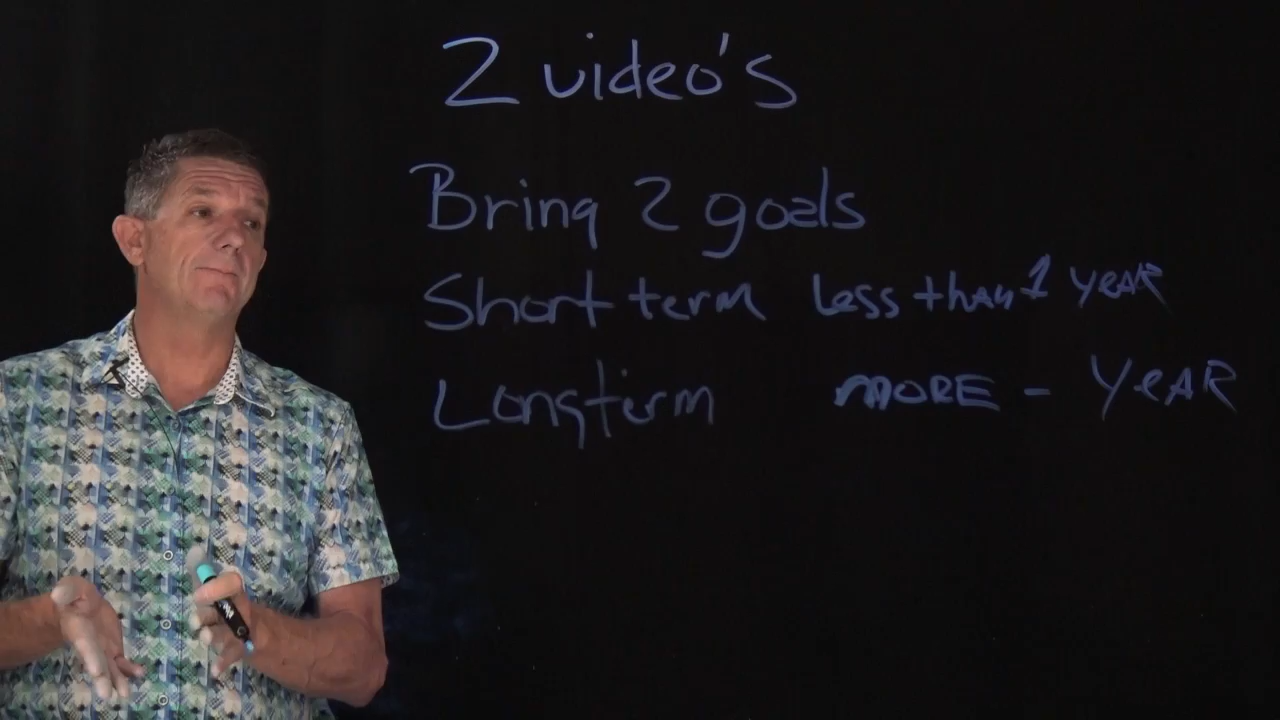 2 video's
Bring 2 goals
Short term less than 1 year
Longterm more - year